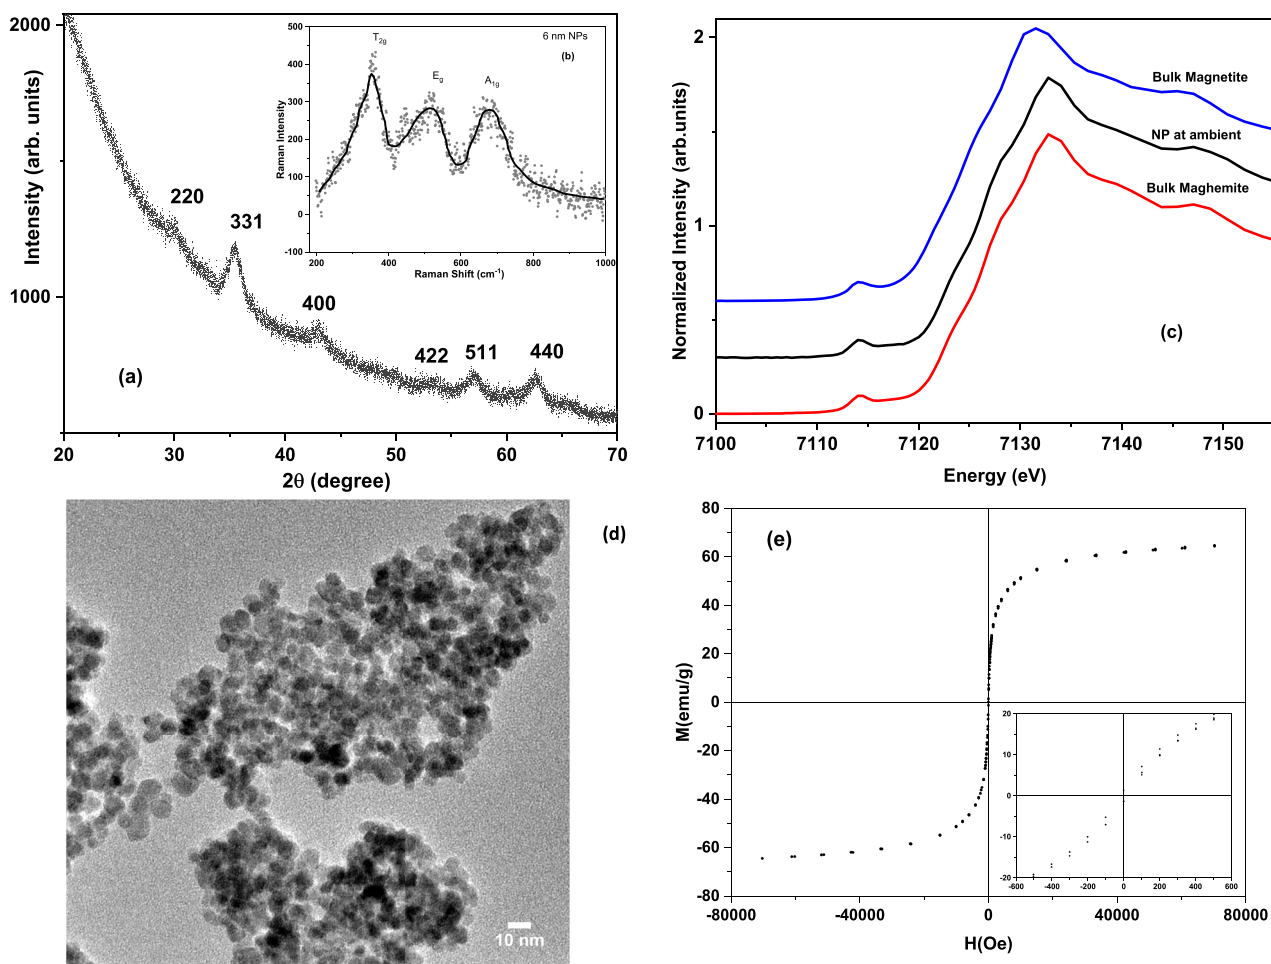 2000
1000
Intensity (arb. units)
220
331
400
422
511
440
(a)
20
30
40
50
60
70
2θ (degree)
500
400
300
200
100
0
-100
Raman Intensity
T2g
Eg
A1g
6 nm NPs
(b)
200
400
600
800
1000
Raman Shift (cm-1)
2
1
0
Normalized Intensity (arb.units)
Bulk Magnetite
NP at ambient
Bulk Maghemite
(c)
7100
7110
7120
7130
7140
7150
Energy (eV)
(d)
10 nm
80
60
40
20
0
-20
-40
-60
-80
M(emu/g)
(e)
20
10
0
-10
-20
-600
-400
-200
0
200
400
600
-80000
-40000
0
40000
80000
H(Oe)